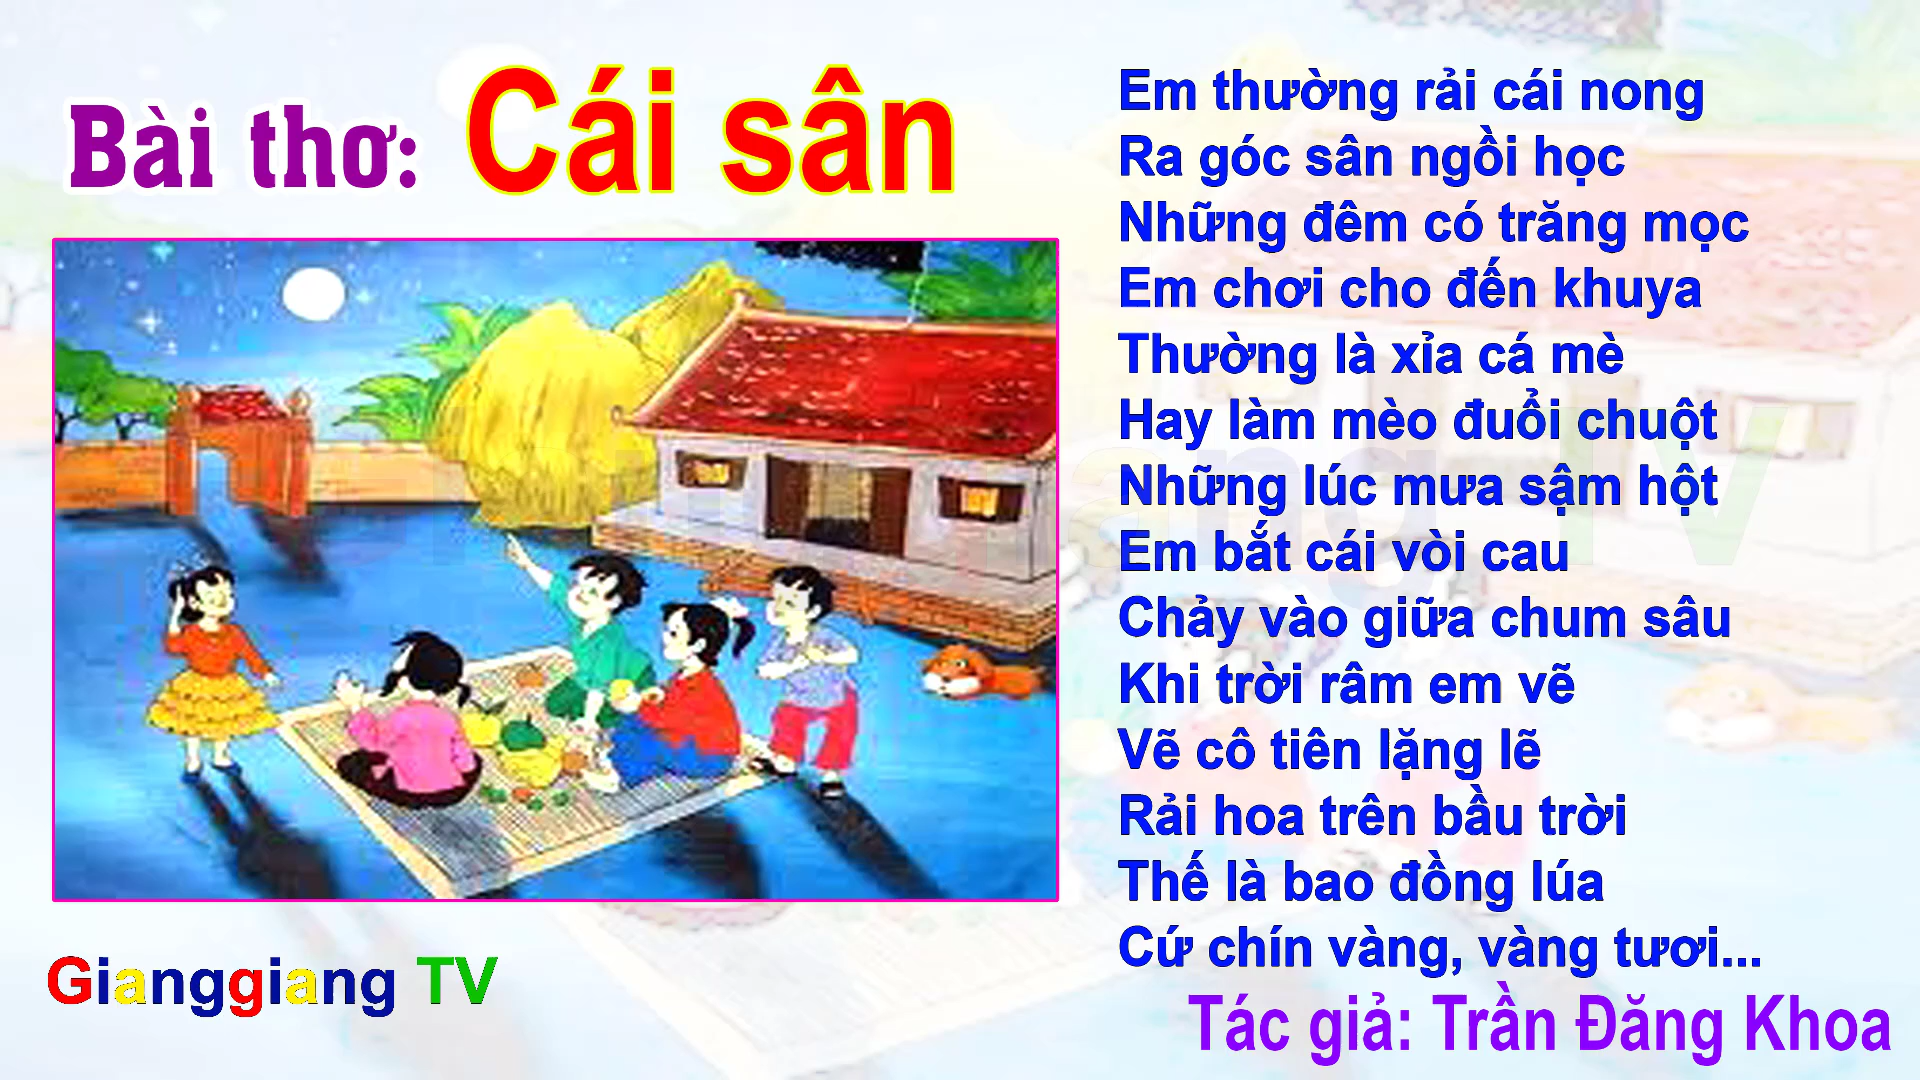 Bài thơ: Cái sân
Em thường rải cái nong
Ra góc sân ngồi học
Những đêm có trăng mọc
Em chơi cho đến khuya
Thường là xỉa cá mè
Hay làm mèo đuổi chuột
Những lúc mưa sậm hột
Em bắt cái vòi cau
Chảy vào giữa chum sâu
Khi trời râm em vẽ
Vẽ cô tiên lặng lẽ
Rải hoa trên bầu trời
Thế là bao đồng lúa
Cứ chín vàng, vàng tươi...
Tác giả: Trần Đăng Khoa
Gianggiang TV